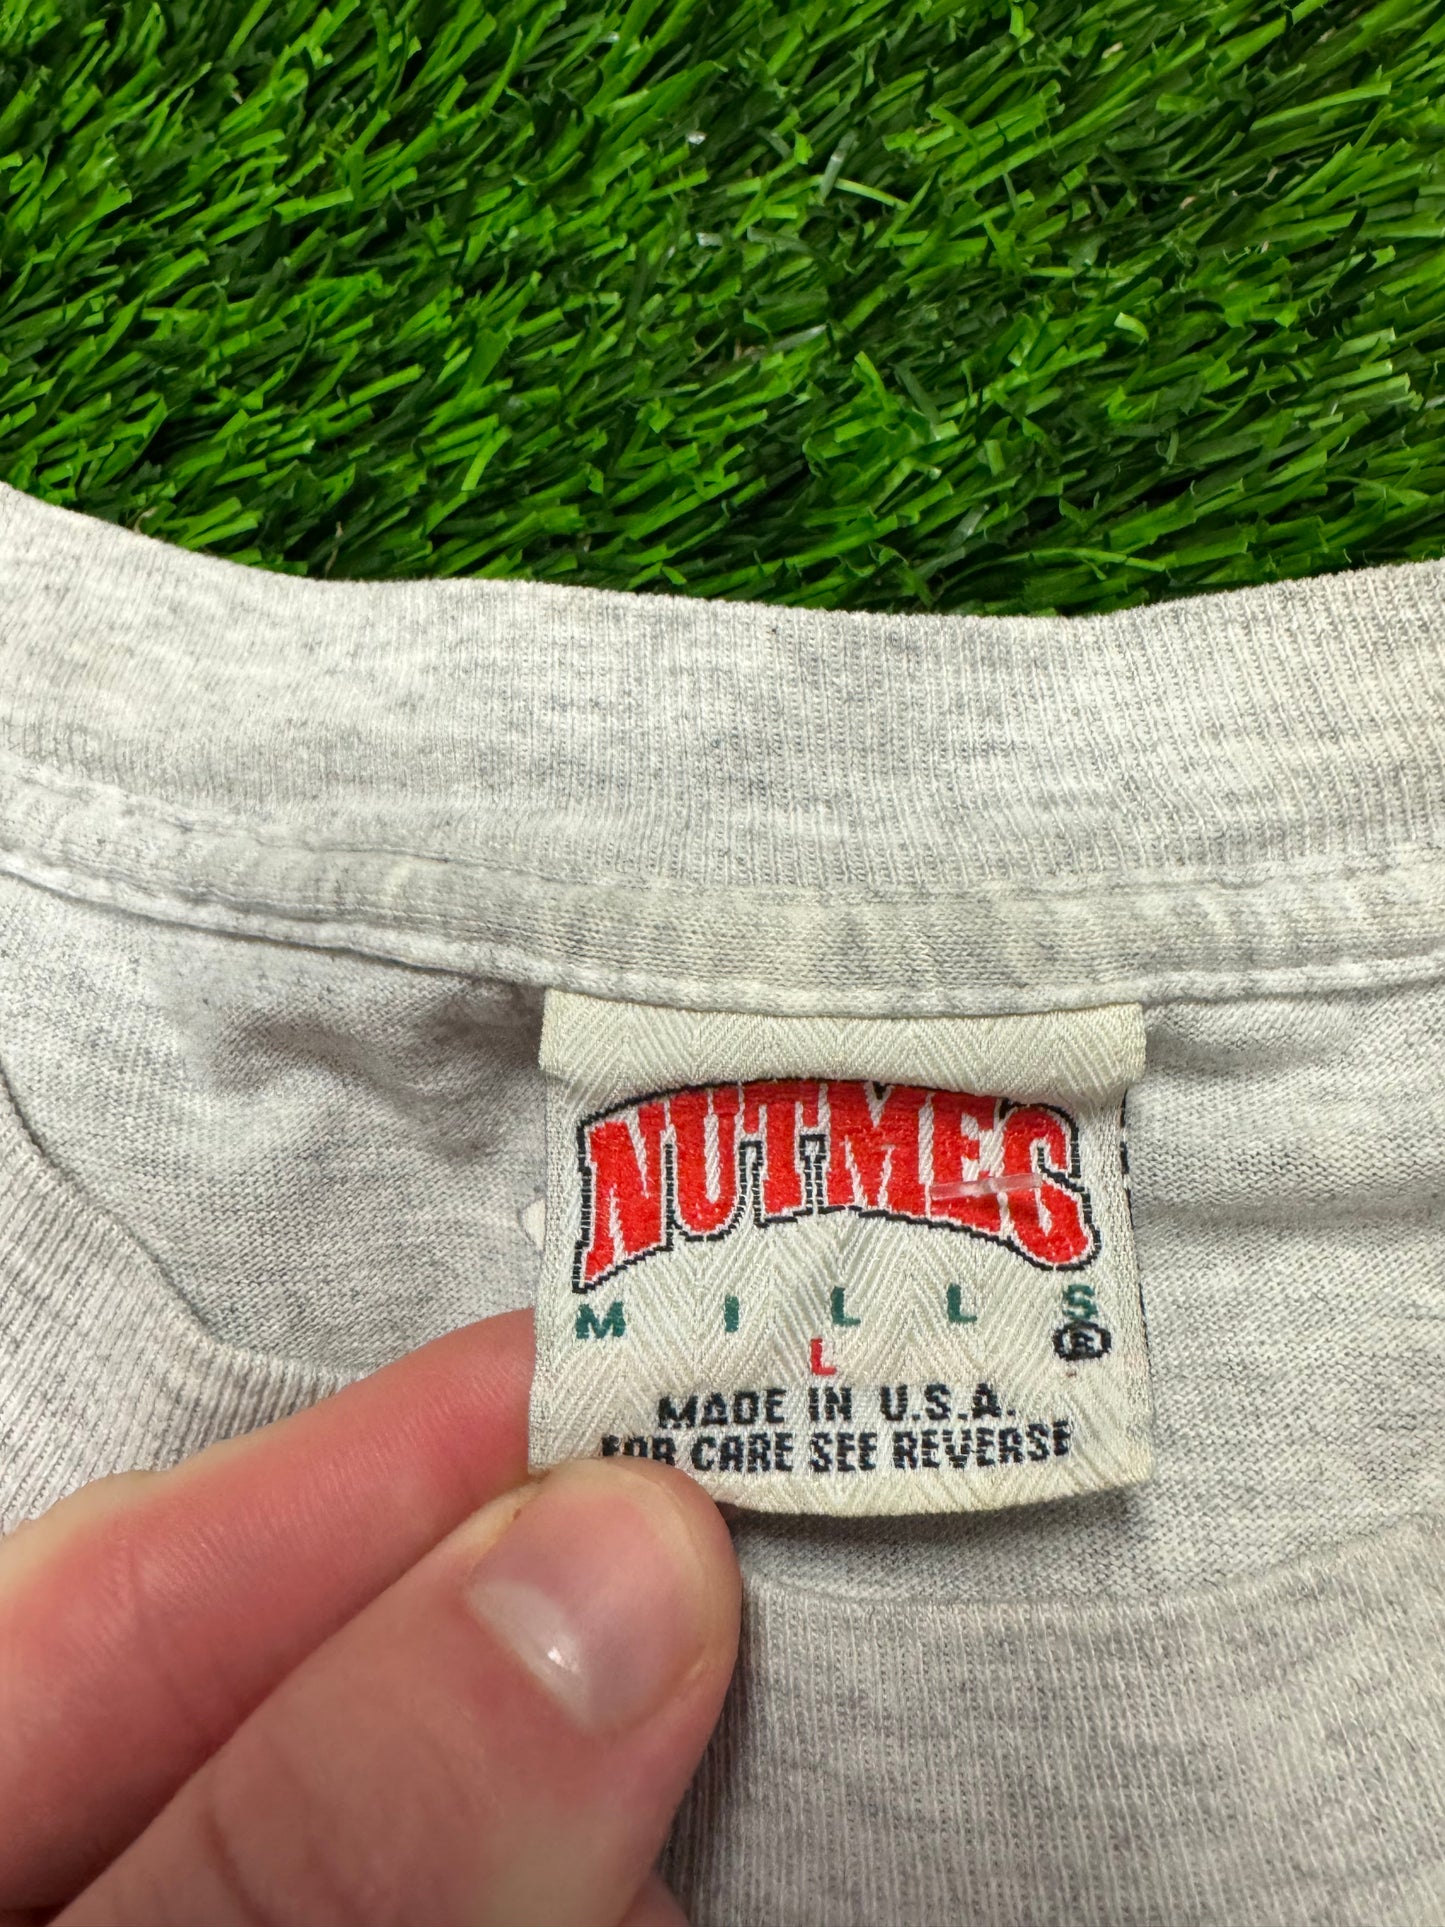 NUTMEG
MILLS
®
L
MADE IN U.S.A.
FOR CARE SEE REVERSE